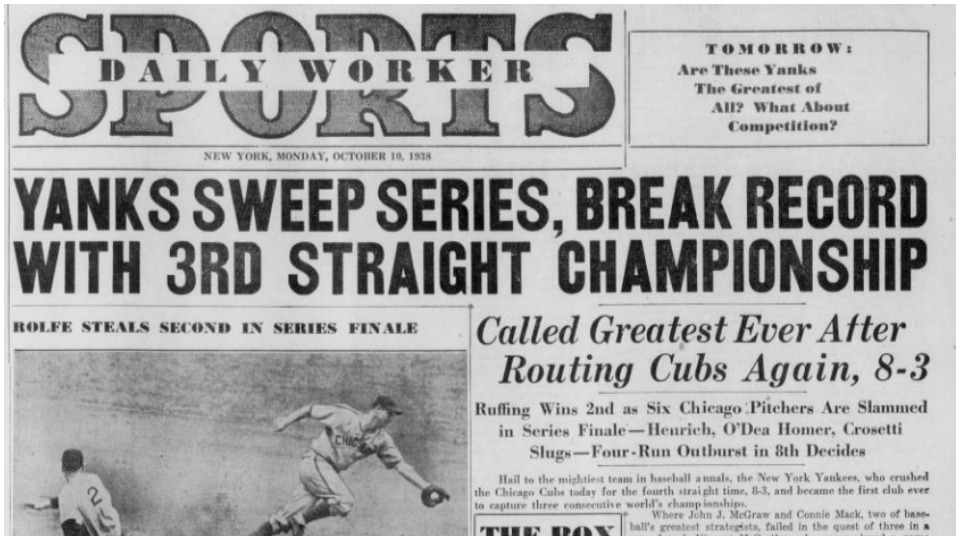 SPORTS
DAILY WORKER
NEW YORK, MONDAY, OCTOBER 10, 1938
TOMORROW:
Are These Yanks
The Greatest of
All? What About
Competition?
YANKS SWEEP SERIES, BREAK RECORD
WITH 3RD STRAIGHT CHAMPIONSHIP
ROLFE STEALS SECOND IN SERIES FINALE
CHIC
2
Called Greatest Ever After
Routing Cubs Again, 8-3
Ruffing Wins 2nd as Six Chicago Pitchers Are Slammed
in Series Finale—Henrich, O'Dea Homer, Crosetti
Slugs—Four-Run Outburst in 8th Decides
Hail to the mightiest team in baseball annals, the New York Yankees, who crushed
the Chicago Cubs today for the fourth straight time, 8-3, and became the first club ever
to capture three consecutive world's championships.
THE BOX
Where John J. McGraw and Connie Mack, two of base-
ball's greatest strategists, failed in the quest of three in a